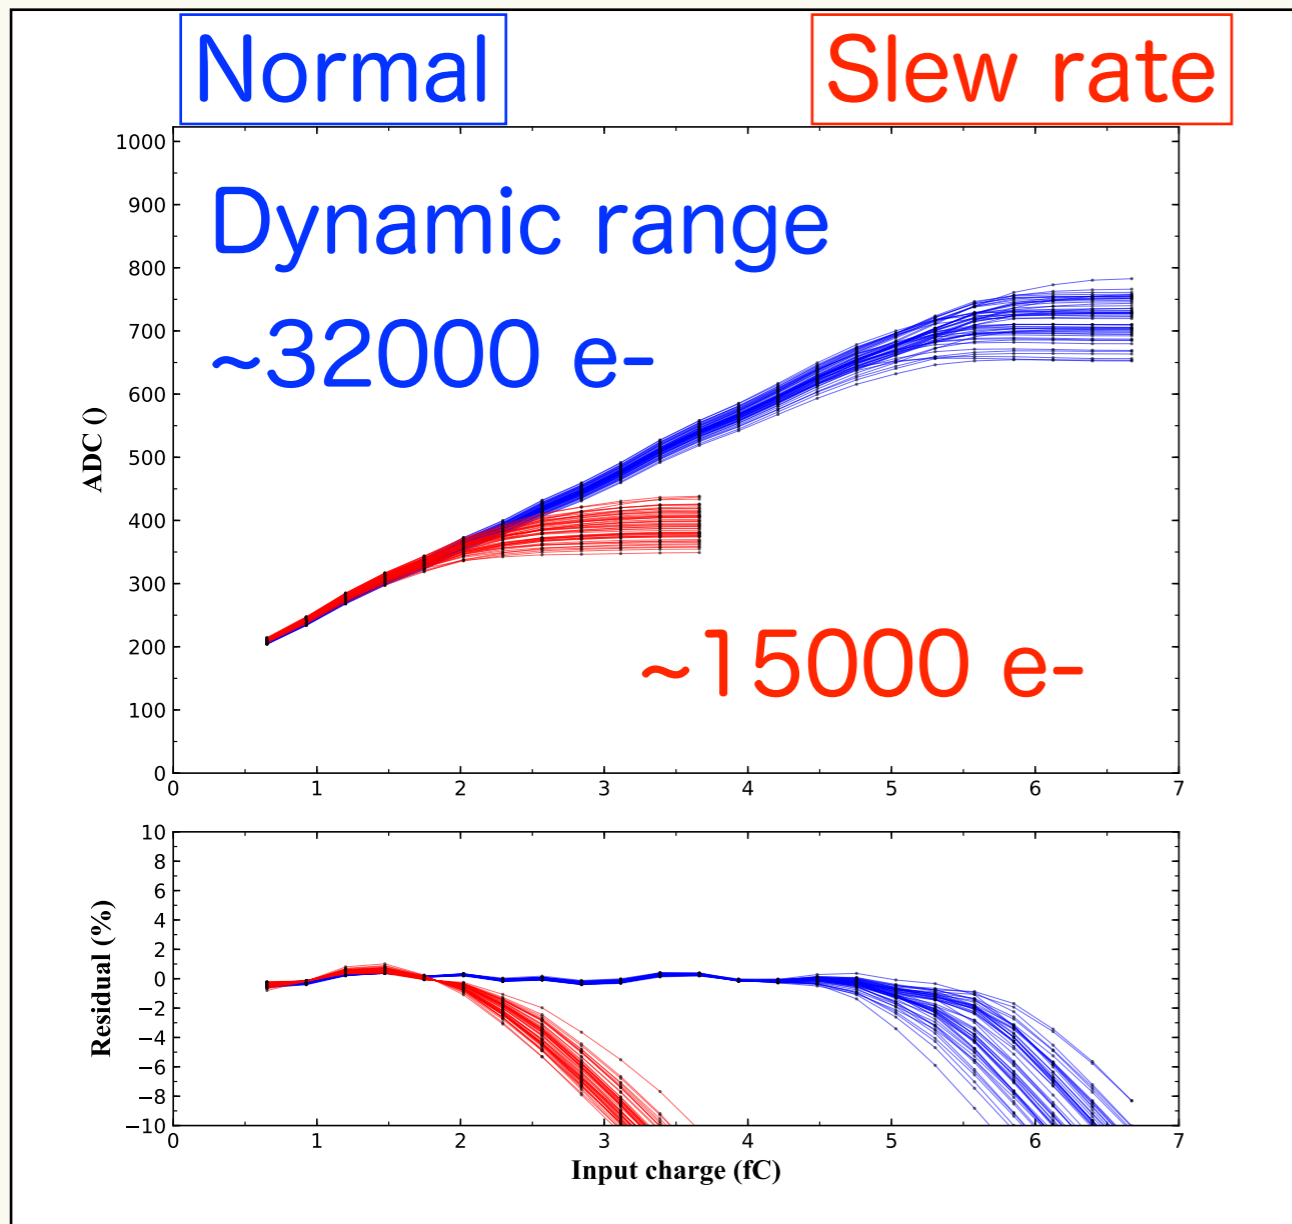 Normal
Slew rate
Dynamic range
~32000 e-
~15000 e-
ADC ()
1000
900
800
700
600
500
400
300
200
100
0
0 1 2 3 4 5 6 7
Residual (%)
10
8
6
4
2
0
−2
−4
−6
−8
−10
0 1 2 3 4 5 6 7
Input charge (fC)